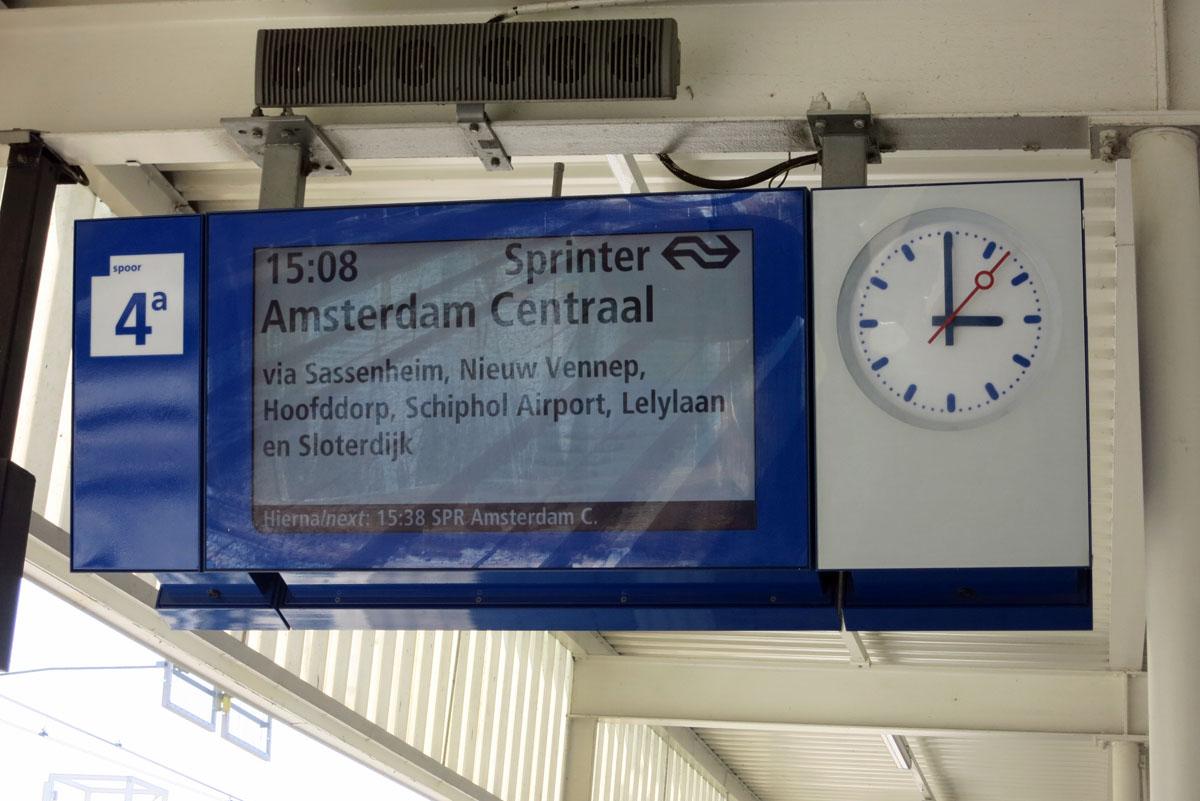 spoor
4a
15:08 Sprinter
Amsterdam Centraal
via Sassenheim, Nieuw Vennep,
Hoofddorp, Schiphol Airport, Lelylaan
en Sloterdijk
Hierna/next: 15:38 SPR Amsterdam C.